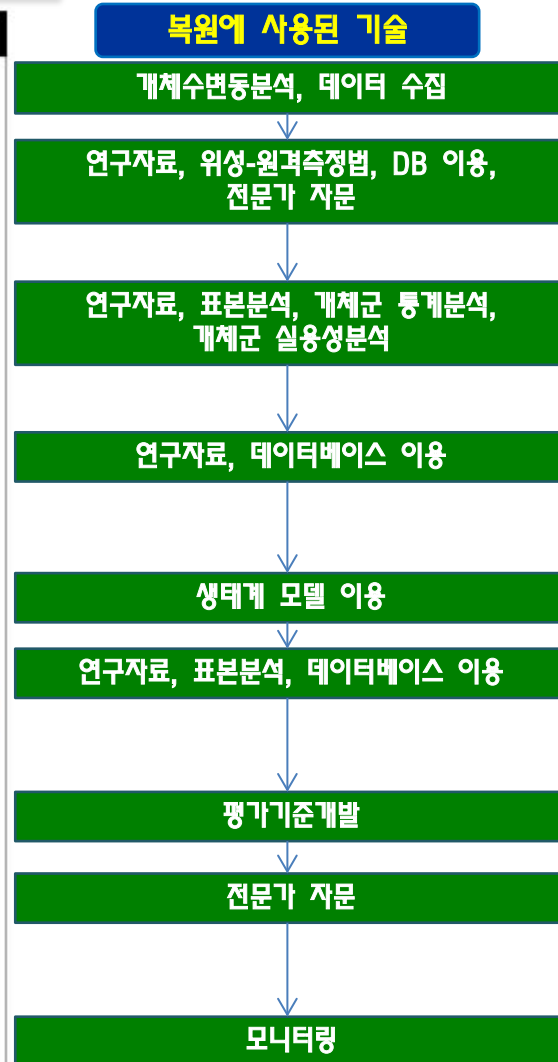 복원에 사용된 기술
개체수변동분석, 데이터 수집
연구자료, 위성-원격측정법, DB 이용,
전문가 자문
연구자료, 표본분석, 개체군 통계분석,
개체군 실용성분석
연구자료, 데이터베이스 이용
생태계 모델 이용
연구자료, 표본분석, 데이터베이스 이용
평가기준개발
전문가 자문
모니터링